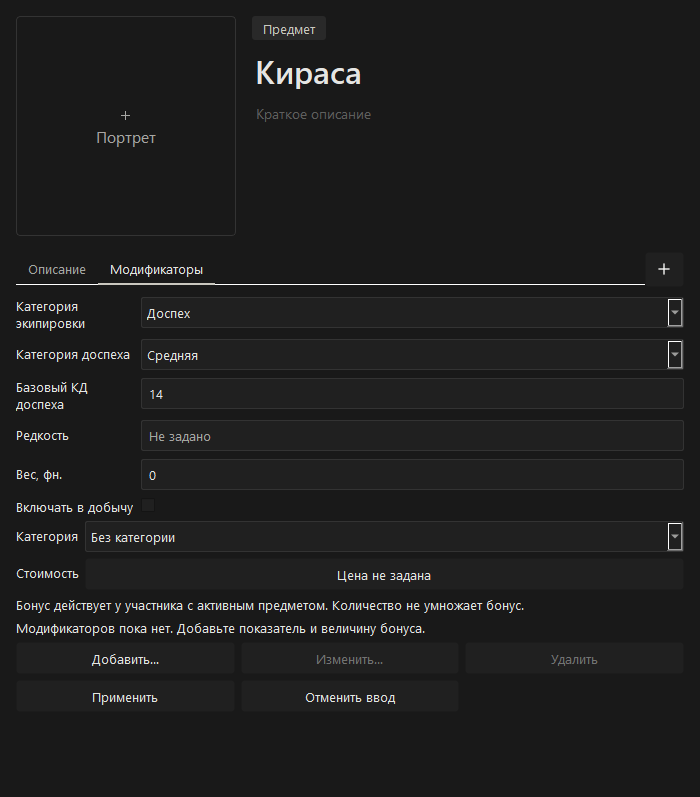 Предмет
Кираса
Краткое описание
+
Портрет
Описание
Модификаторы
+
Категория
экипировки
Доспех
Категория доспеха
Средняя
Базовый КД
доспеха
14
Редкость
Не задано
Вес, фн.
0
Включать в добычу
Категория
Без категории
Стоимость
Цена не задана
Бонус действует у участника с активным предметом. Количество не умножает бонус.
Модификаторов пока нет. Добавьте показатель и величину бонуса.
Добавить...
Изменить...
Удалить
Применить
Отменить ввод